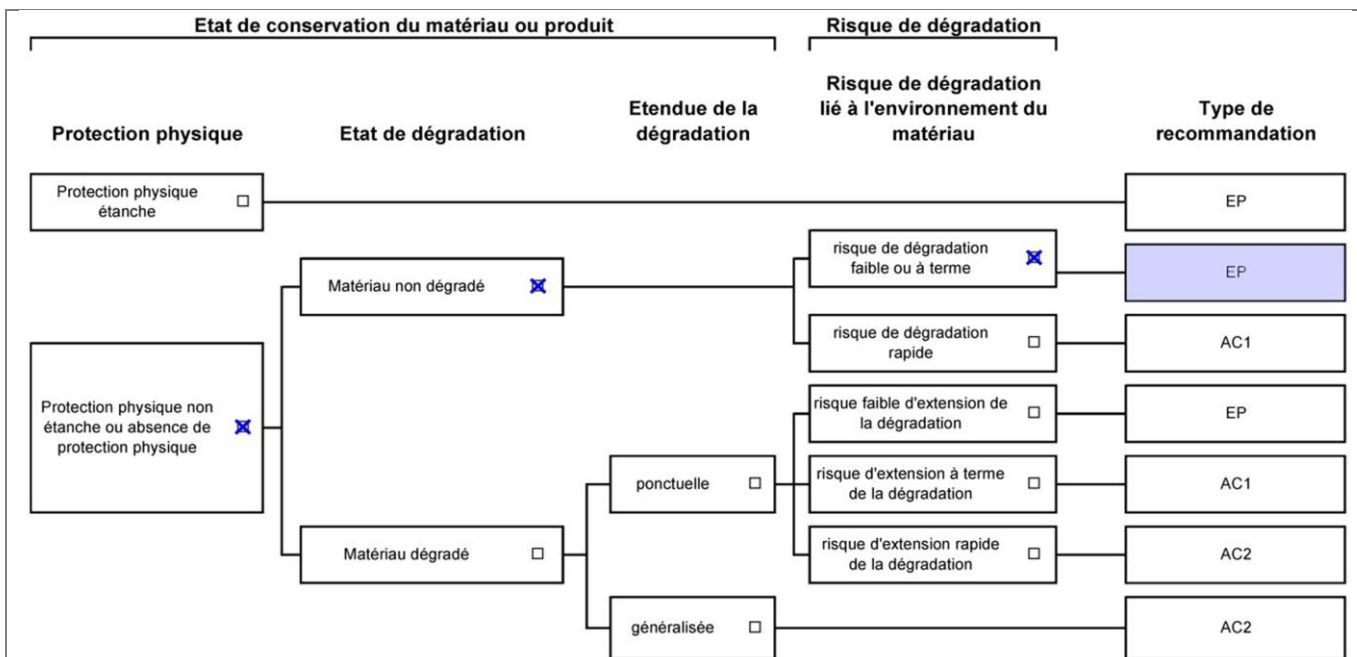 Etat de conservation du matériau ou produit
Risque de dégradation
Protection physique
Etat de dégradation
Etendue de la
dégradation
Risque de dégradation
lié à l'environnement du
matériau
Type de
recommandation
Protection physique
étanche
EP
risque de dégradation
faible ou à terme
EP
Matériau non dégradé
risque de dégradation
rapide
AC1
Protection physique non
étanche ou absence de
protection physique
risque faible d'extension de
la dégradation
EP
ponctuelle
risque d'extension à terme
de la dégradation
AC1
Matériau dégradé
risque d'extension rapide
de la dégradation
AC2
généralisée
AC2